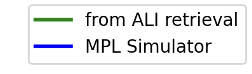 from ALI retrieval
MPL Simulator